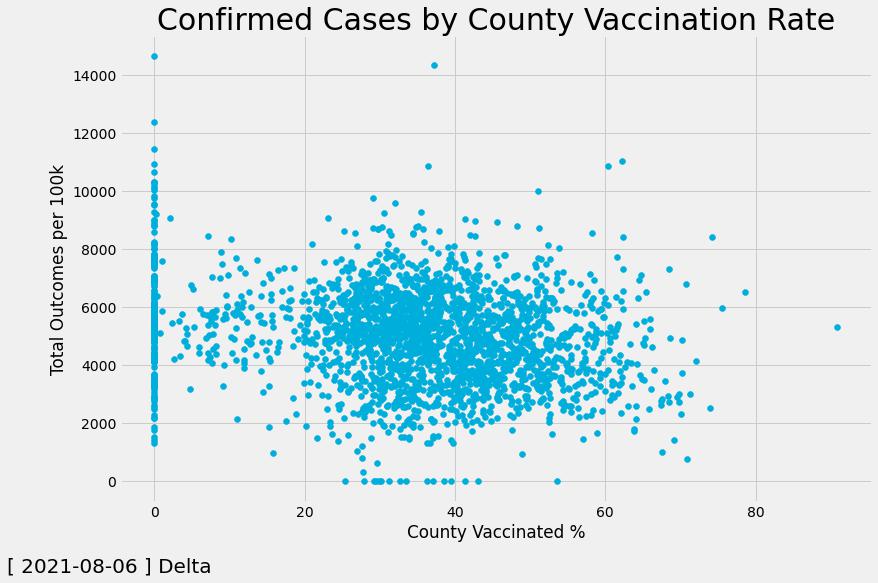 Confirmed Cases by County Vaccination Rate
Total Outcomes per 100k
14000
12000
10000
8000
6000
4000
2000
0
0 20 40 60 80
County Vaccinated %
[ 2021-08-06 ] Delta